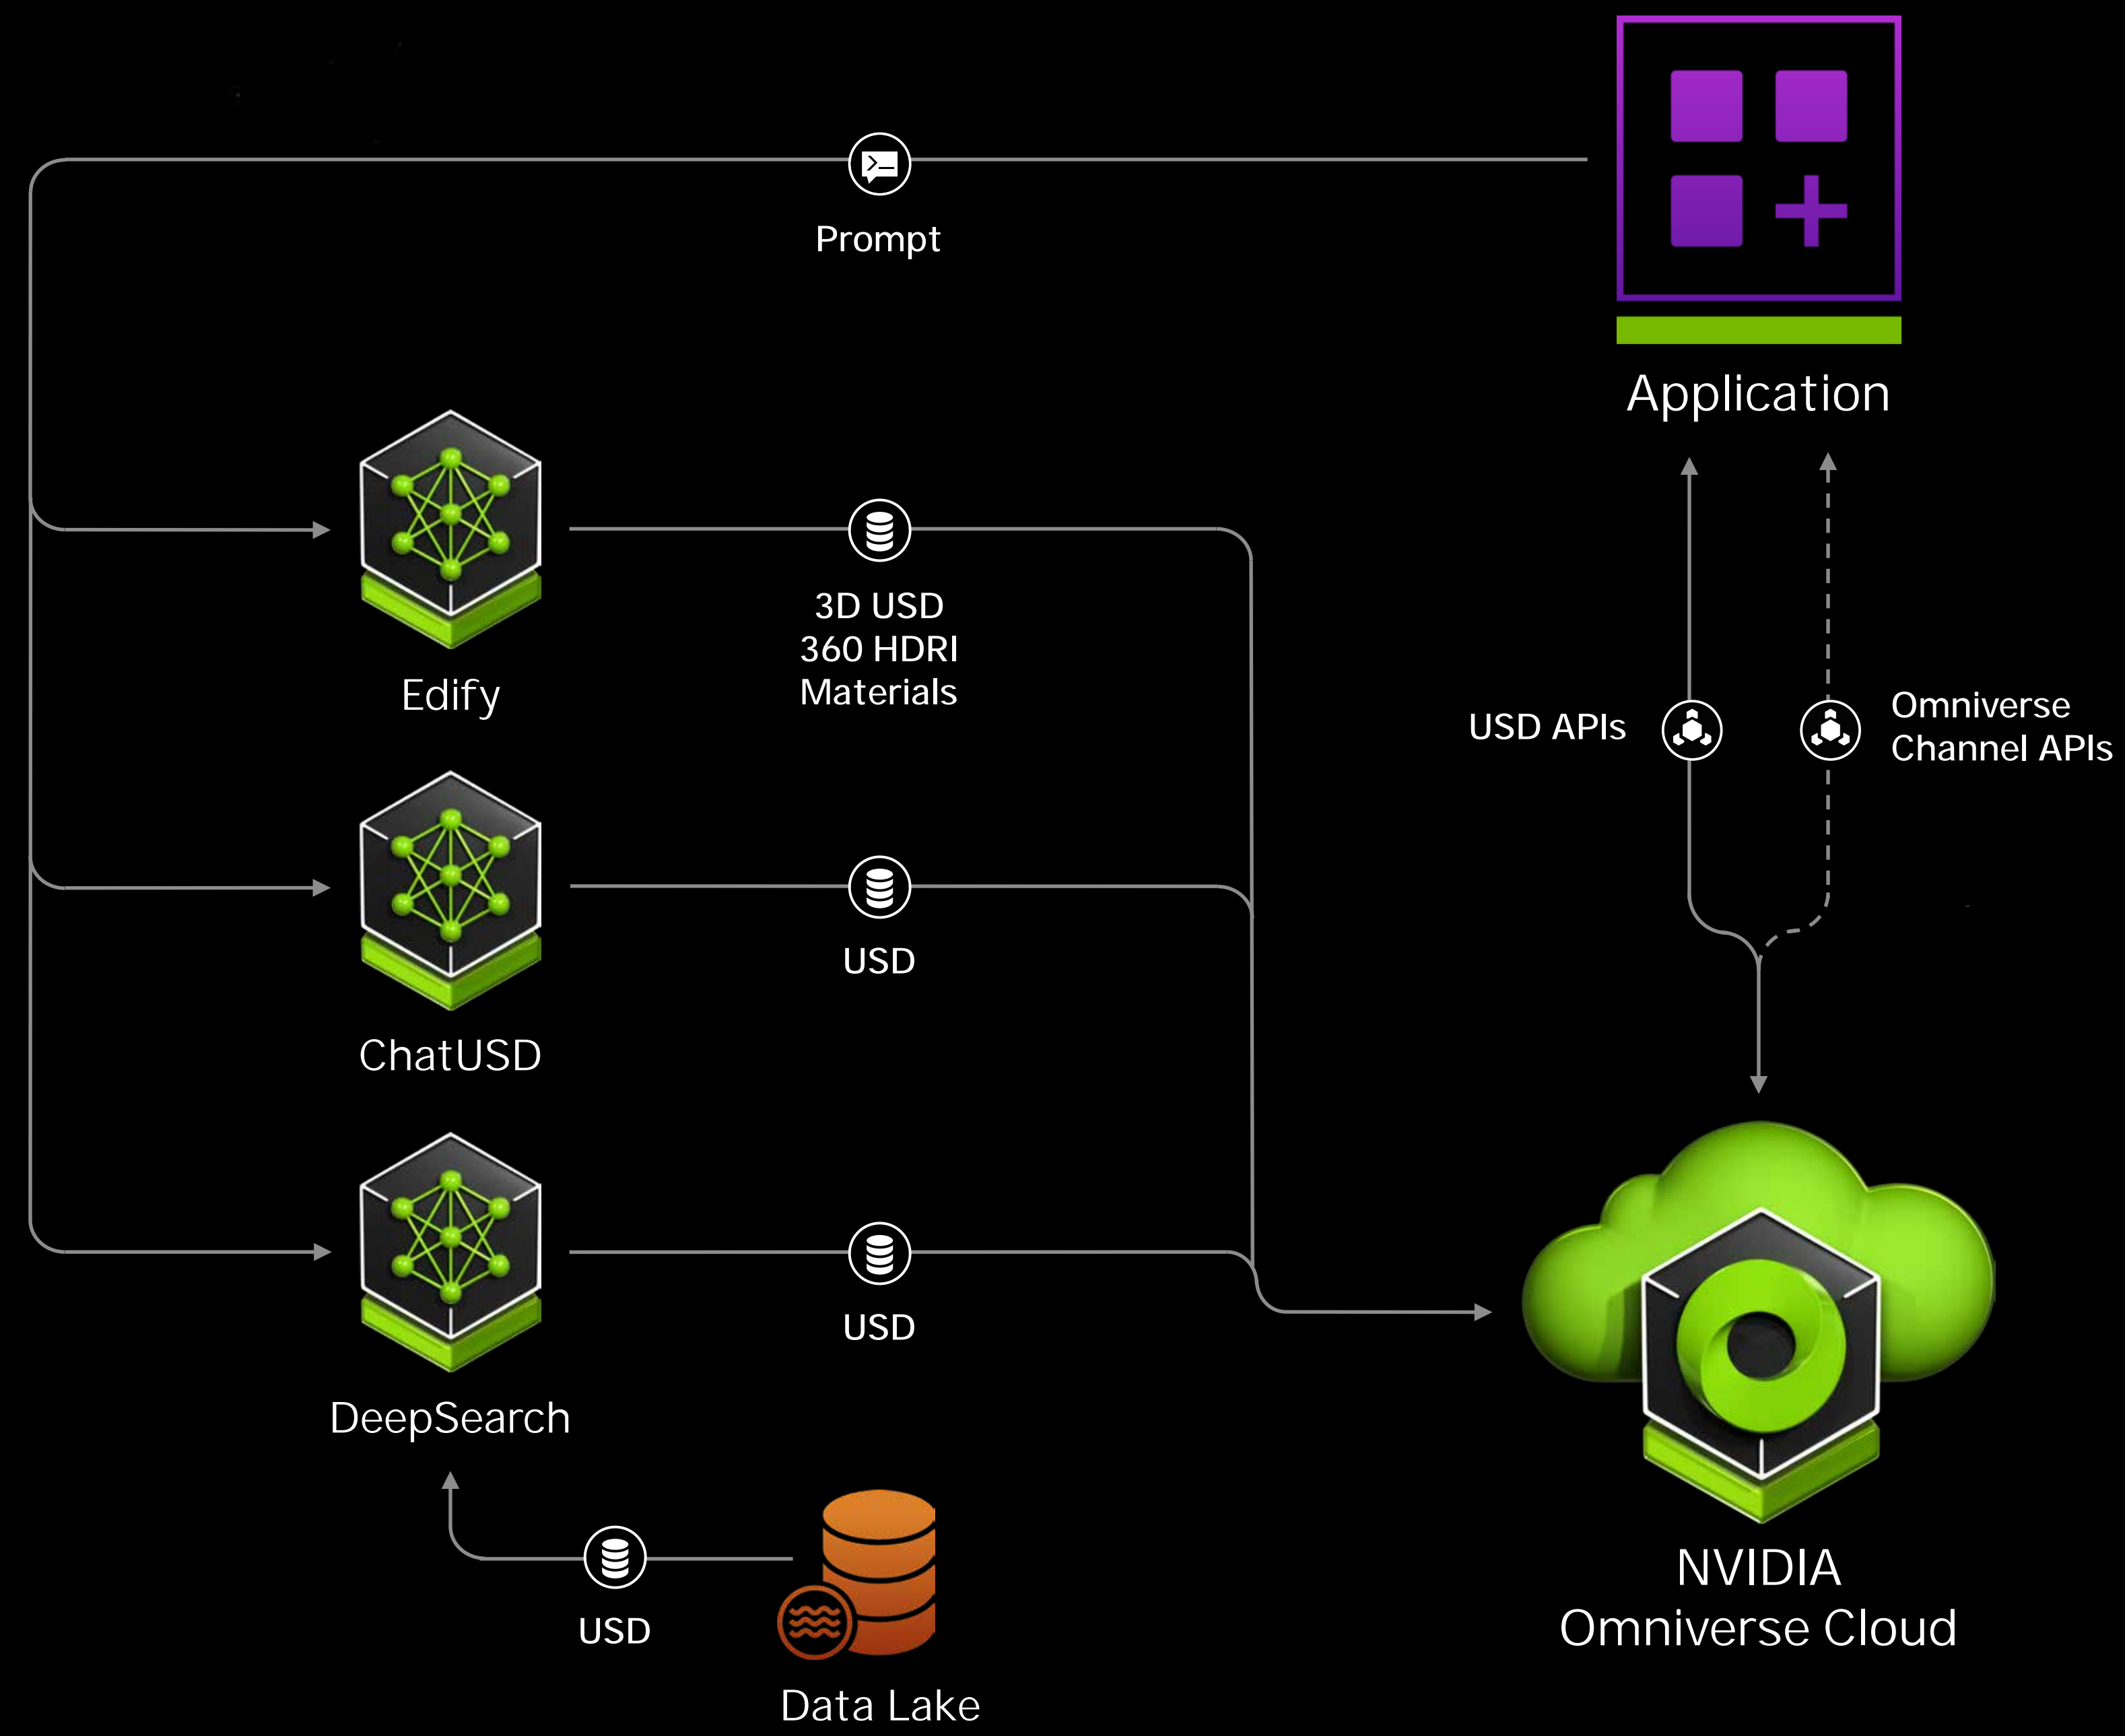 Prompt
Application
Edify
3D USD
360 HDRI
Materials
USD APIs
Omniverse
Channel APIs
ChatUSD
USD
DeepSearch
USD
USD
Data Lake
NVIDIA
Omniverse Cloud